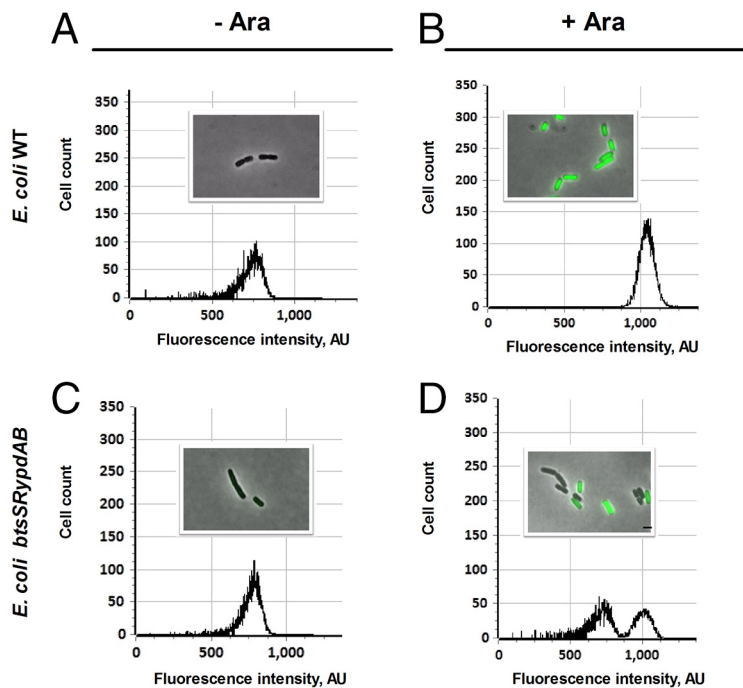 A
- Ara
B
+ Ara
E. coli WT
Cell count
350
300
250
200
150
100
50
0
0
500
1,000
Fluorescence intensity, AU
Cell count
350
300
250
200
150
100
50
0
0
500
1,000
Fluorescence intensity, AU
C
D
E. coli btsSRypdAB
Cell count
350
300
250
200
150
100
50
0
0
500
1,000
Fluorescence intensity, AU
Cell count
350
300
250
200
150
100
50
0
0
500
1,000
Fluorescence intensity, AU